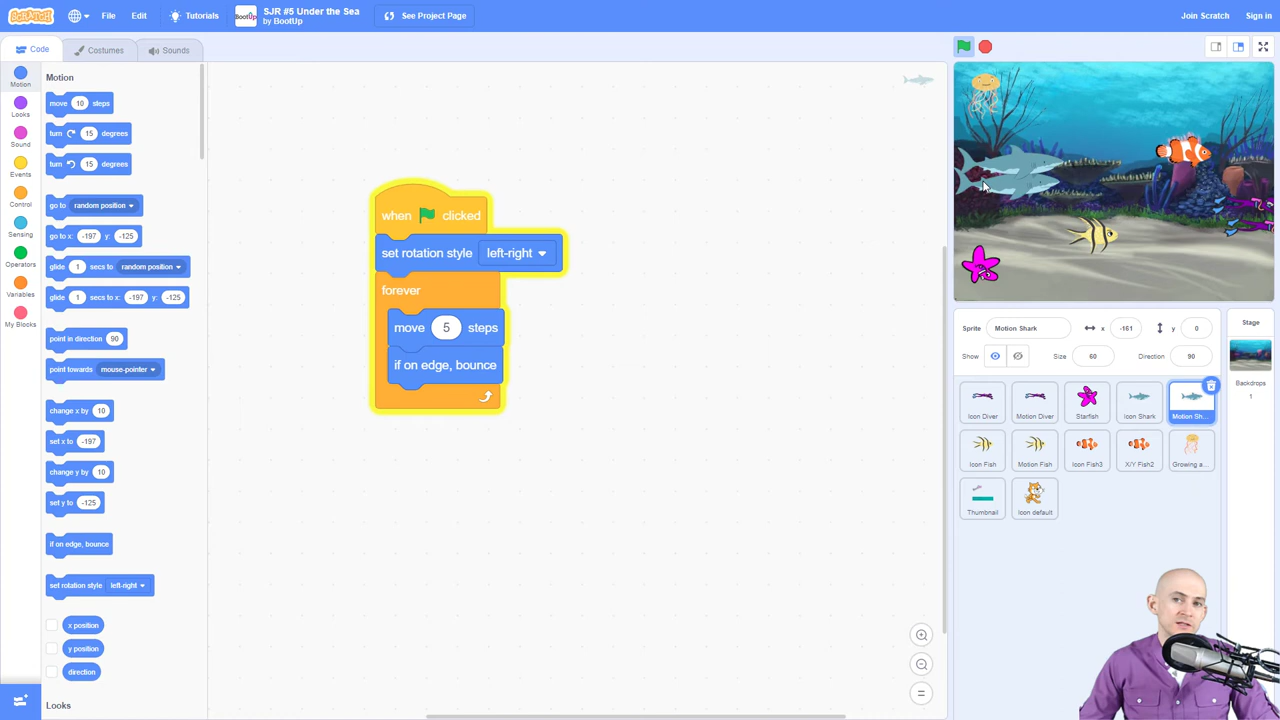 SCRATCH
File
Edit
Tutorials
BootUp
SJR #5 Under the Sea
by BootUp
See Project Page
Join Scratch
Sign in
Code
Costumes
Sounds
Motion
Looks
Sound
Events
Control
Sensing
Operators
Variables
My Blocks
Motion
move 10 steps
turn 15 degrees
turn 15 degrees
go to random position
go to x: -197 y: -125
glide 1 secs to random position
glide 1 secs to x: -197 y: -125
point in direction 90
point towards mouse-pointer
change x by 10
set x to -197
change y by 10
set y to -125
if on edge, bounce
set rotation style left-right
x position
y position
direction
Looks
when clicked
set rotation style left-right
forever
move 5 steps
if on edge, bounce
Sprite Motion Shark x -161 y 0
Show Size 60 Direction 90
Icon Diver
Motion Diver
Starfish
Icon Shark
Motion Sh...
Icon Fish
Motion Fish
Icon Fish3
X/Y Fish2
Growing a...
Thumbnail
Icon default
Stage
Backdrops
1